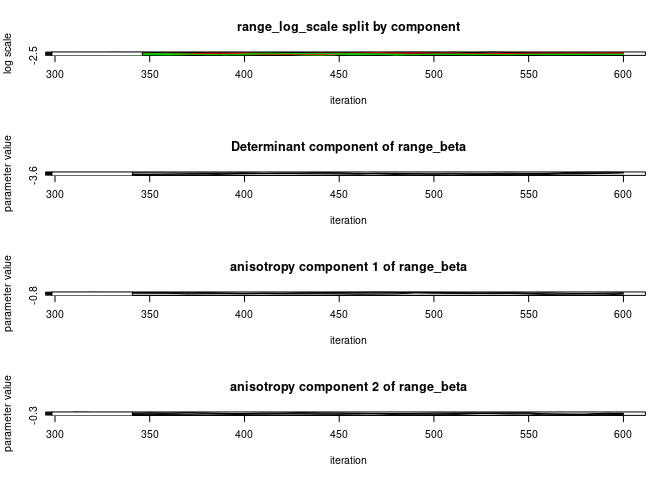 range_log_scale split by component
log scale
-2.5
300 350 400 450 500 550 600
iteration
Determinant component of range_beta
parameter value
-3.6
300 350 400 450 500 550 600
iteration
anisotropy component 1 of range_beta
parameter value
-0.8
300 350 400 450 500 550 600
iteration
anisotropy component 2 of range_beta
parameter value
-0.3
300 350 400 450 500 550 600
iteration